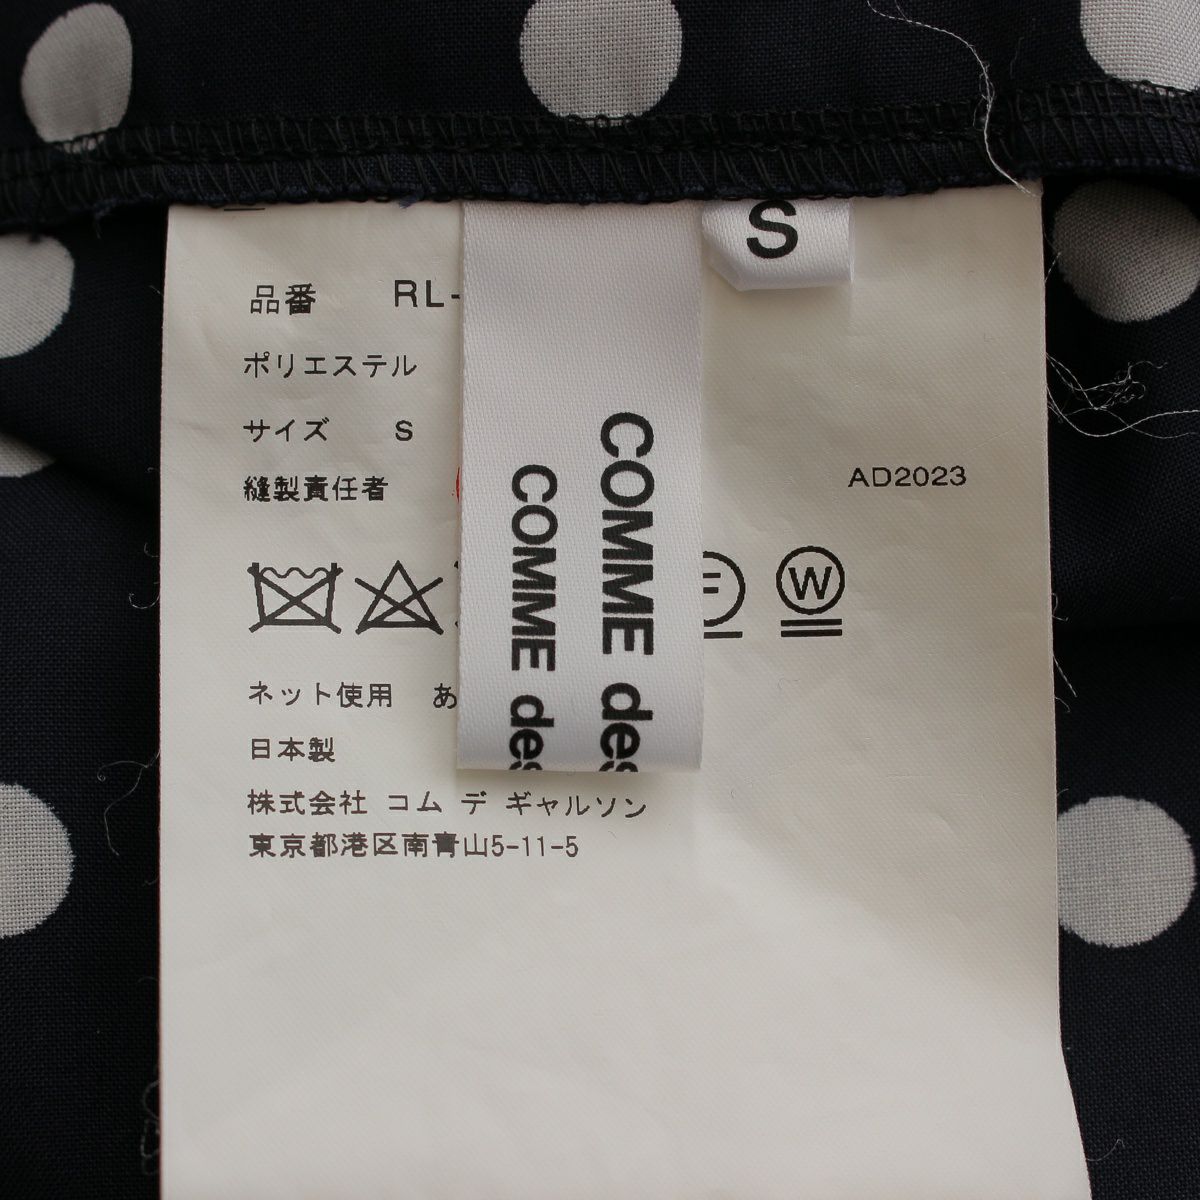 S
品番 RL-
ポリエステル
サイズ S
縫製責任者
AD2023
F W
ネット使用 あ
日本製
株式会社 コム デ ギャルソン
東京都港区南青山5-11-5
COMME des
COMME des